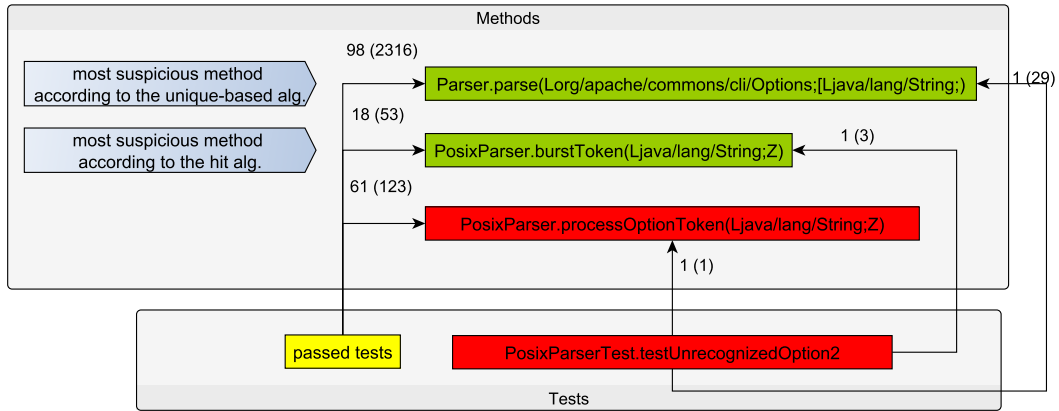 Methods
98 (2316)
most suspicious method
according to the unique-based alg.
Parser.parse(Lorg/apache/commons/cli/Options;[Ljava/lang/String;)
1 (29)
18 (53)
most suspicious method
according to the hit alg.
PosixParser.burstToken(Ljava/lang/String;Z)
1 (3)
61 (123)
PosixParser.processOptionToken(Ljava/lang/String;Z)
1 (1)
passed tests
PosixParserTest.testUnrecognizedOption2
Tests